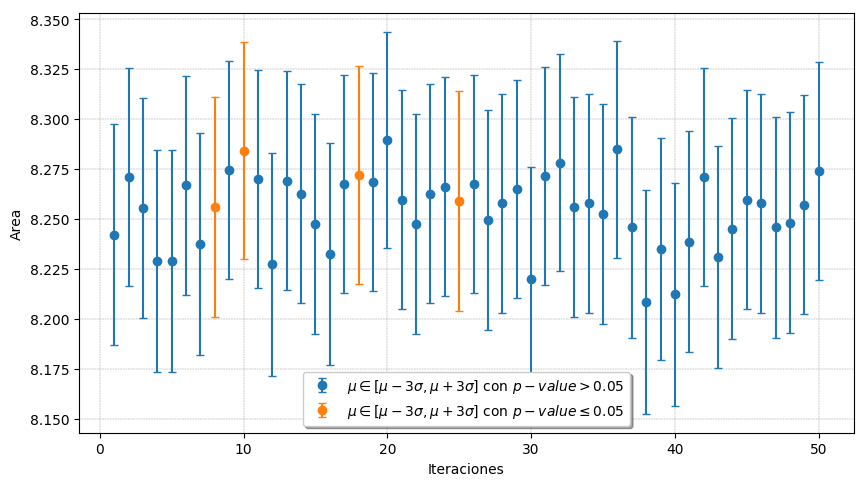 8.350
8.325
8.300
8.275
8.250
8.225
8.200
8.175
8.150
Area
μ ∈ [μ − 3σ, μ + 3σ] con p − value > 0.05
μ ∈ [μ − 3σ, μ + 3σ] con p − value ≤ 0.05
0 10 20 30 40 50
Iteraciones